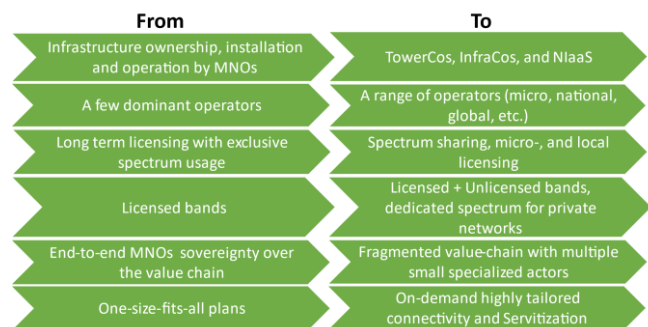 From
To
Infrastructure ownership, installation
and operation by MNOs
TowerCos, InfraCos, and NIaaS
A few dominant operators
A range of operators (micro, national,
global, etc.)
Long term licensing with exclusive
spectrum usage
Spectrum sharing, micro-, and local
licensing
Licensed bands
Licensed + Unlicensed bands,
dedicated spectrum for private
networks
End-to-end MNOs sovereignty over
the value chain
Fragmented value-chain with multiple
small specialized actors
One-size-fits-all plans
On-demand highly tailored
connectivity and Servitization